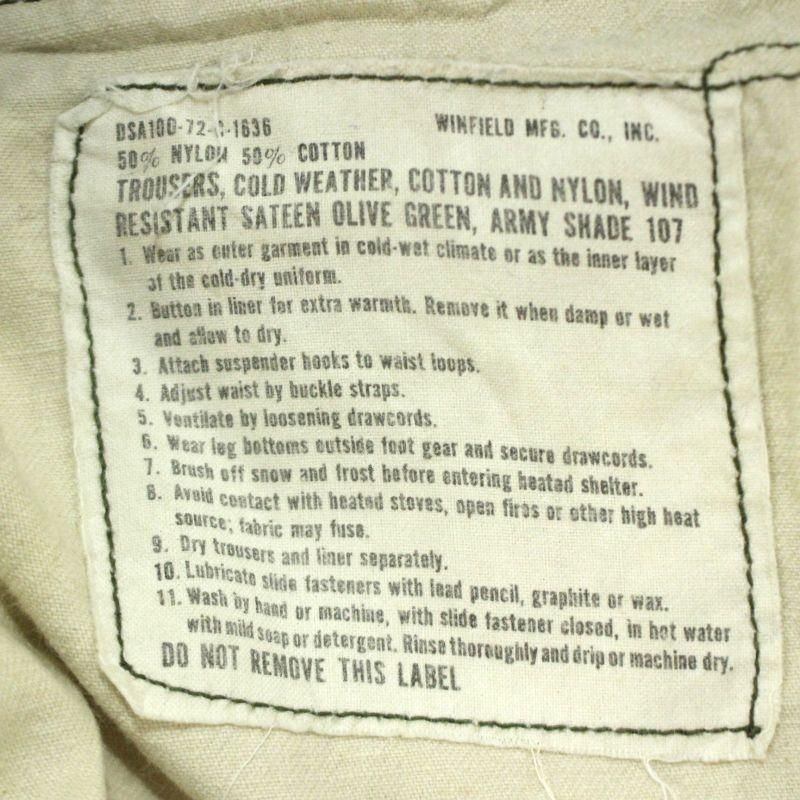 DSA100-72-C-1636 WINFIELD MFG. CO., INC.
50% NYLON 50% COTTON
TROUSERS, COLD WEATHER, COTTON AND NYLON, WIND
RESISTANT SATEEN OLIVE GREEN, ARMY SHADE 107
1. Wear as outer garment in cold-wet climate or as the inner layer
of the cold-dry uniform.
2. Button in liner for extra warmth. Remove it when damp or wet
and allow to dry.
3. Attach suspender hooks to waist loops.
4. Adjust waist by buckle straps.
5. Ventilate by loosening drawcords.
6. Wear leg bottoms outside foot gear and secure drawcords.
7. Brush off snow and frost before entering heated shelter.
8. Avoid contact with heated stoves, open fires or other high heat
source; fabric may fuse.
9. Dry trousers and liner separately.
10. Lubricate slide fasteners with lead pencil, graphite or wax.
11. Wash by hand or machine, with slide fastener closed, in hot water
with mild soap or detergent. Rinse thoroughly and drip or machine dry.
DO NOT REMOVE THIS LABEL